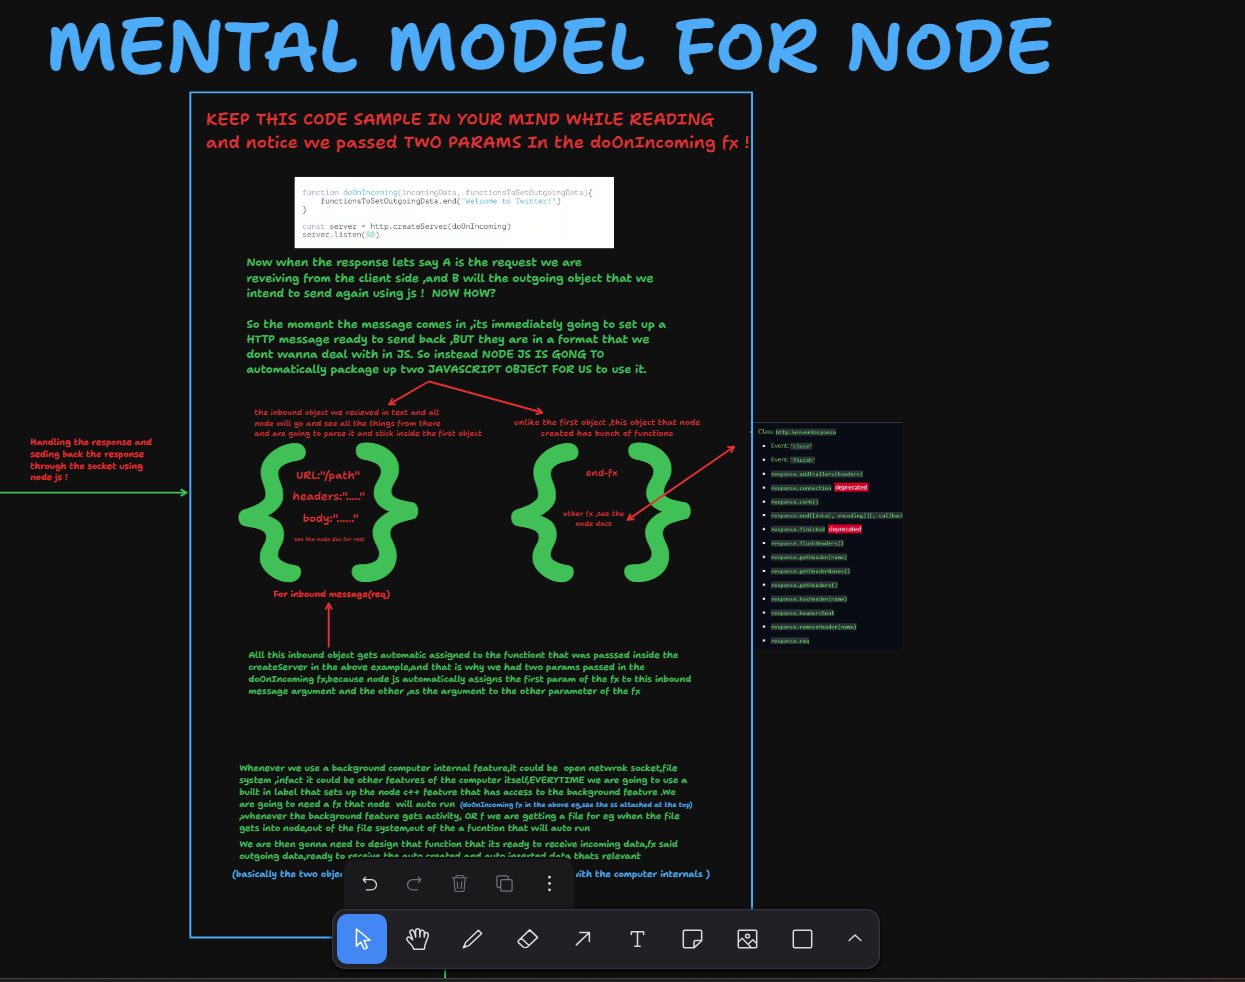 MENTAL MODEL FOR NODE
KEEP THIS CODE SAMPLE IN YOUR MIND WHILE READING
and notice we passed TWO PARAMS In the doOnIncoming fx !
function doOnIncoming(incomingData, functionsToSetOutgoingData){
functionsToSetOutgoingData.end("Welcome to Twitter!")
}
const server = http.createServer(doOnIncoming)
server.listen(80)
Now when the response lets say A is the request we are
reveiving from the client side ,and B will the outgoing object that we
intend to send again using js ! NOW HOW?
So the moment the message comes in ,its immediately going to set up a
HTTP message ready to send back ,BUT they are in a format that we
dont wanna deal with in JS. So instead NODE JS IS GONG TO
automatically package up two JAVASCRIPT OBJECT FOR US to use it.
the inbound object we recieved in text and all
node will go and see all the things from there
and are going to parse it and stick inside the first object
unlike the first object ,this object that node
created has bunch of functions
Handling the response and
seding back the response
through the socket using
node js !
{
URL:"/path"
headers:"....."
body:"......"
see the node doc for rest
}
{
end-fx
other fx ,see the
node docs
}
For inbound message(req)
Class: http.ServerResponse
Event: 'close'
Event: 'finish'
response.addTrailers(headers)
response.connection deprecated
response.cork()
response.end([data[, encoding]][, callback
response.finished deprecated
response.flushHeaders()
response.getHeader(name)
response.getHeaderNames()
response.getHeaders()
response.hasHeader(name)
response.headersSent
response.removeHeader(name)
response.req
Alll this inbound object gets automatic assigned to the functiont that was passsed inside the
createServer in the above example,and that is why we had two params passed in the
doOnIncoming fx,because node js automatically assigns the first param of the fx to this inbound
message argument and the other ,as the argument to the other parameter of the fx
Whenever we use a background computer internal feature,it could be open netwrok socket,file
system ,infact it could be other features of the computer itself,EVERYTIME we are going to use a
built in label that sets up the node c++ feature that has access to the background feature .We
are going to need a fx that node will auto run (doOnIncoming fx in the above eg,see the ss attached at the top)
,whenever the background feature gets activity, OR f we are getting a file for eg when the file
gets into node,out of the file system,out of the a fucntion that will auto run
We are then gonna need to design that function that its ready to receive incoming data,fx said
outgoing data,ready to receive the auto created and auto inserted data thats relevant
(basically the two objec
ith the computer internals )
T